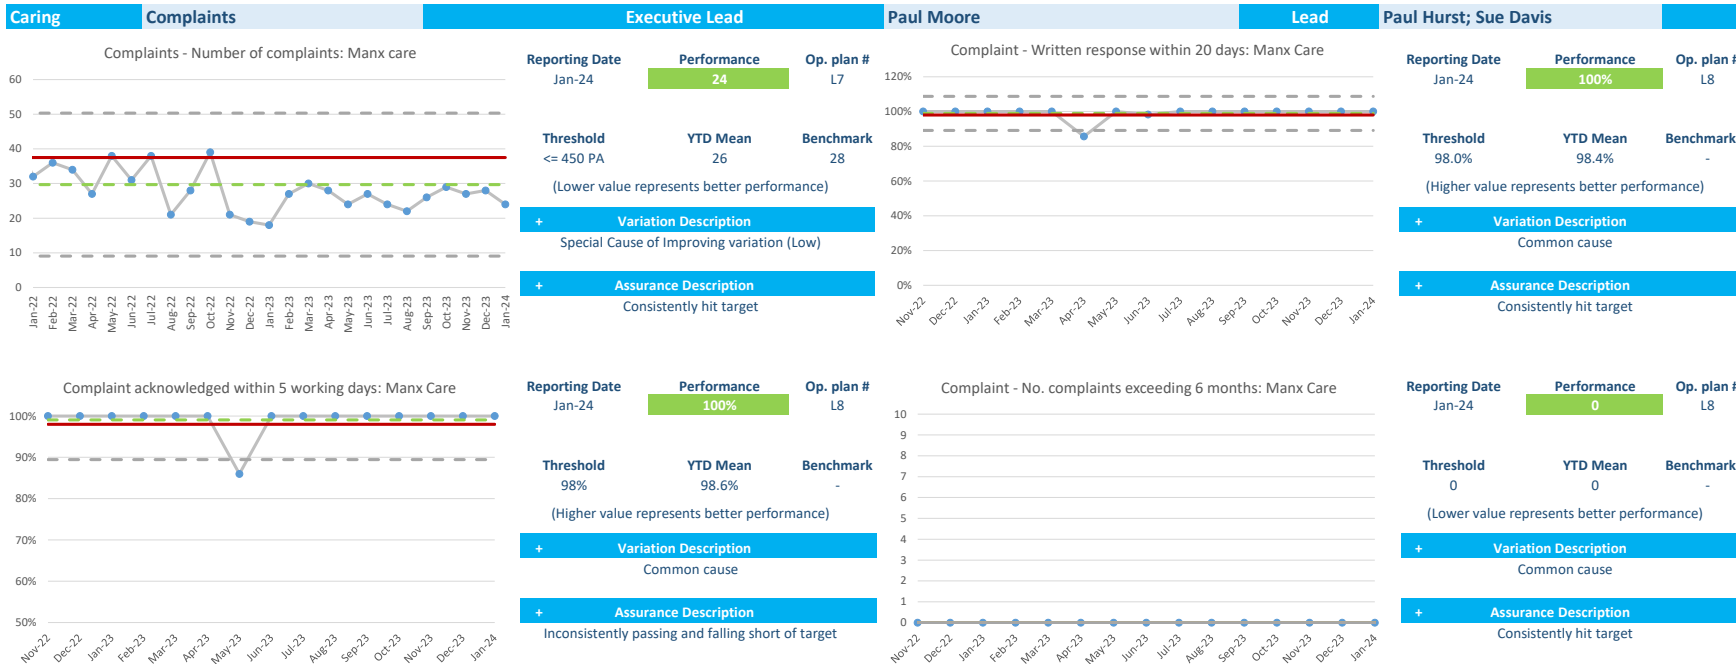 Caring Complaints Executive Lead Paul Moore Lead Paul Hurst; Sue Davis
Complaints - Number of complaints: Manx care
60
50
40
30
20
10
0
Jan-22 Feb-22 Mar-22 Apr-22 May-22 Jun-22 Jul-22 Aug-22 Sep-22 Oct-22 Nov-22 Dec-22 Jan-23 Feb-23 Mar-23 Apr-23 May-23 Jun-23 Jul-23 Aug-23 Sep-23 Oct-23 Nov-23 Dec-23 Jan-24
Reporting Date Performance Op. plan #
Jan-24 24 L7
Threshold YTD Mean Benchmark
<= 450 PA 26 28
(Lower value represents better performance)
+ Variation Description
Special Cause of Improving variation (Low)
+ Assurance Description
Consistently hit target
Complaint - Written response within 20 days: Manx Care
120%
100%
80%
60%
40%
20%
0%
Nov-22 Dec-22 Jan-23 Feb-23 Mar-23 Apr-23 May-23 Jun-23 Jul-23 Aug-23 Sep-23 Oct-23 Nov-23 Dec-23 Jan-24
Reporting Date Performance Op. plan #
Jan-24 100% L8
Threshold YTD Mean Benchmark
98.0% 98.4% -
(Higher value represents better performance)
+ Variation Description
Common cause
+ Assurance Description
Consistently hit target
Complaint acknowledged within 5 working days: Manx Care
100%
90%
80%
70%
60%
50%
Nov-22 Dec-22 Jan-23 Feb-23 Mar-23 Apr-23 May-23 Jun-23 Jul-23 Aug-23 Sep-23 Oct-23 Nov-23 Dec-23 Jan-24
Reporting Date Performance Op. plan #
Jan-24 100% L8
Threshold YTD Mean Benchmark
98% 98.6% -
(Higher value represents better performance)
+ Variation Description
Common cause
+ Assurance Description
Inconsistently passing and falling short of target
Complaint - No. complaints exceeding 6 months: Manx Care
10
9
8
7
6
5
4
3
2
1
0
Nov-22 Dec-22 Jan-23 Feb-23 Mar-23 Apr-23 May-23 Jun-23 Jul-23 Aug-23 Sep-23 Oct-23 Nov-23 Dec-23 Jan-24
Reporting Date Performance Op. plan #
Jan-24 0 L8
Threshold YTD Mean Benchmark
0 0 -
(Lower value represents better performance)
+ Variation Description
Common cause
+ Assurance Description
Consistently hit target